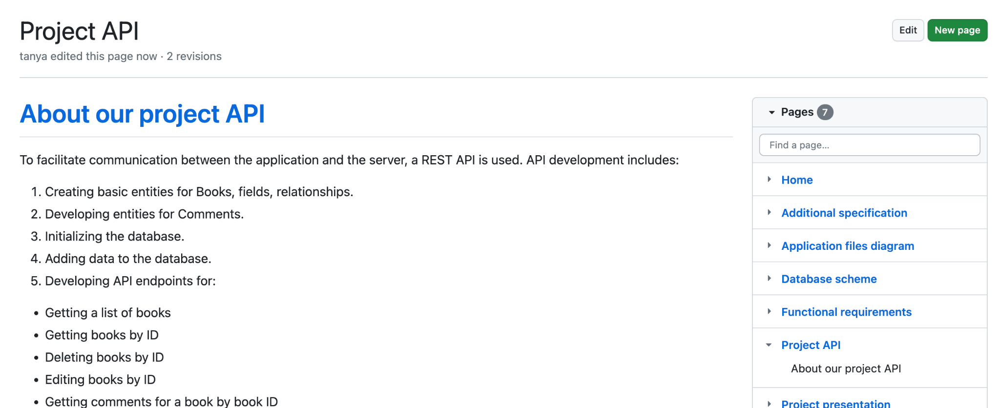 Project API
Edit
New page
tanya edited this page now · 2 revisions
About our project API
To facilitate communication between the application and the server, a REST API is used. API development includes:
1. Creating basic entities for Books, fields, relationships.
2. Developing entities for Comments.
3. Initializing the database.
4. Adding data to the database.
5. Developing API endpoints for:
• Getting a list of books
• Getting books by ID
• Deleting books by ID
• Editing books by ID
• Getting comments for a book by book ID
Pages 7
Find a page...
Home
Additional specification
Application files diagram
Database scheme
Functional requirements
Project API
About our project API
Project presentation